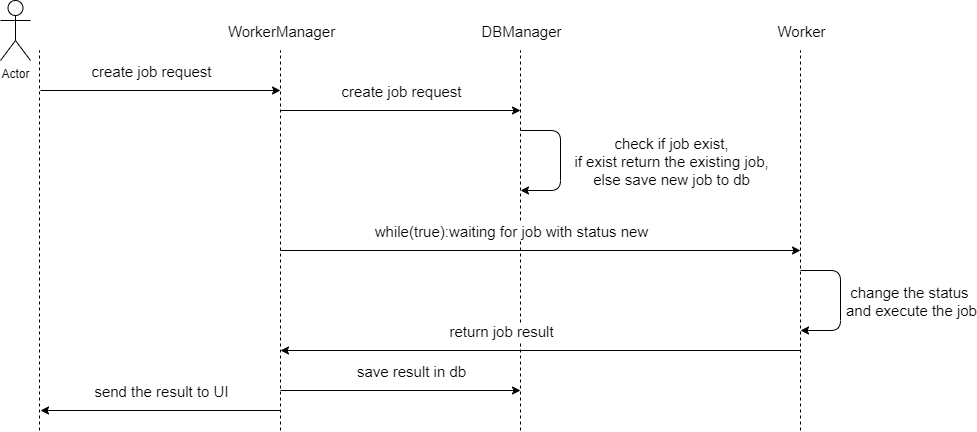 WorkerManager
DBManager
Worker
Actor
create job request
create job request
check if job exist,
if exist return the existing job,
else save new job to db
while(true):waiting for job with status new
change the status
and execute the job
return job result
save result in db
send the result to UI